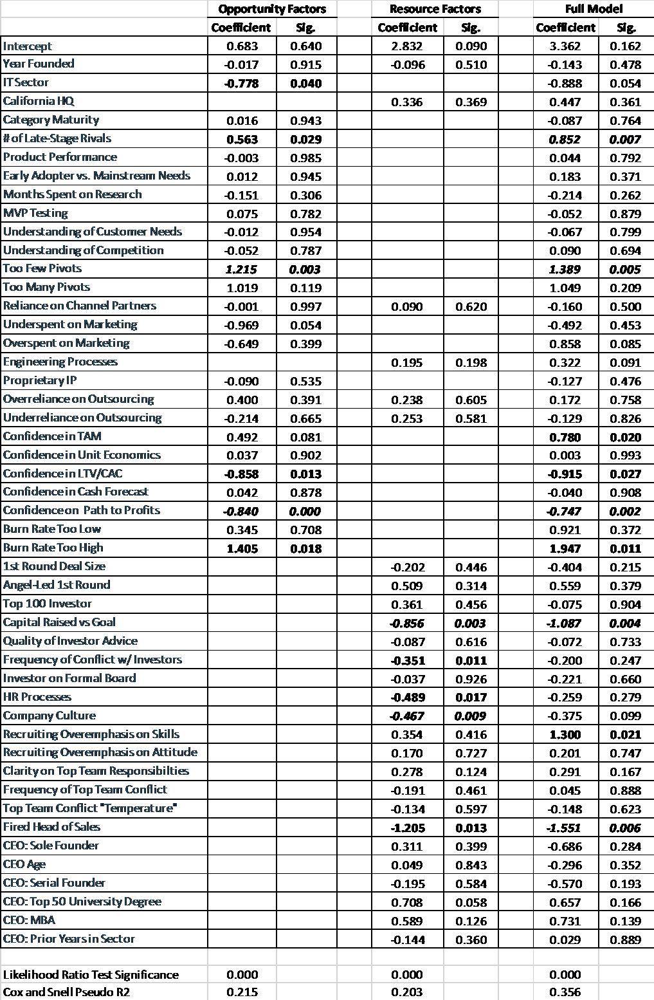 Opportunity Factors Resource Factors Full Model
Coefficient Sig. Coefficient Sig. Coefficient Sig.
Intercept 0.683 0.640 2.832 0.090 3.362 0.162
Year Founded -0.017 0.915 -0.096 0.510 -0.143 0.478
IT Sector -0.778 0.040 -0.888 0.054
California HQ 0.336 0.369 0.447 0.361
Category Maturity 0.016 0.943 -0.087 0.764
# of Late-Stage Rivals 0.563 0.029 0.852 0.007
Product Performance -0.003 0.985 0.044 0.792
Early Adopter vs. Mainstream Needs 0.012 0.945 0.183 0.371
Months Spent on Research -0.151 0.306 -0.214 0.262
MVP Testing 0.075 0.782 -0.052 0.879
Understanding of Customer Needs -0.012 0.954 -0.067 0.799
Understanding of Competition -0.052 0.787 0.090 0.694
Too Few Pivots 1.215 0.003 1.389 0.005
Too Many Pivots 1.019 0.119 1.049 0.209
Reliance on Channel Partners -0.001 0.997 0.090 0.620 -0.160 0.500
Underspent on Marketing -0.969 0.054 -0.492 0.453
Overspent on Marketing -0.649 0.399 0.858 0.085
Engineering Processes 0.195 0.198 0.322 0.091
Proprietary IP -0.090 0.535 -0.127 0.476
Overreliance on Outsourcing 0.400 0.391 0.238 0.605 0.172 0.758
Underreliance on Outsourcing -0.214 0.665 0.253 0.581 -0.129 0.826
Confidence in TAM 0.492 0.081 0.780 0.020
Confidence in Unit Economics 0.037 0.902 0.003 0.993
Confidence in LTV/CAC -0.858 0.013 -0.915 0.027
Confidence in Cash Forecast 0.042 0.878 -0.040 0.908
Confidence on Path to Profits -0.840 0.000 -0.747 0.002
Burn Rate Too Low 0.345 0.708 0.921 0.372
Burn Rate Too High 1.405 0.018 1.947 0.011
1st Round Deal Size -0.202 0.446 -0.404 0.215
Angel-Led 1st Round 0.509 0.314 0.559 0.379
Top 100 Investor 0.361 0.456 -0.075 0.904
Capital Raised vs Goal -0.856 0.003 -1.087 0.004
Quality of Investor Advice -0.087 0.616 -0.072 0.733
Frequency of Conflict w/ Investors -0.351 0.011 -0.200 0.247
Investor on Formal Board -0.037 0.926 -0.221 0.660
HR Processes -0.489 0.017 -0.259 0.279
Company Culture -0.467 0.009 -0.375 0.099
Recruiting Overemphasis on Skills 0.354 0.416 1.300 0.021
Recruiting Overemphasis on Attitude 0.170 0.727 0.201 0.747
Clarity on Top Team Responsibilties 0.278 0.124 0.291 0.167
Frequency of Top Team Conflict -0.191 0.461 0.045 0.888
Top Team Conflict "Temperature" -0.134 0.597 -0.148 0.623
Fired Head of Sales -1.205 0.013 -1.551 0.006
CEO: Sole Founder 0.311 0.399 -0.686 0.284
CEO Age 0.049 0.843 -0.296 0.352
CEO: Serial Founder -0.195 0.584 -0.570 0.193
CEO: Top 50 University Degree 0.708 0.058 0.657 0.166
CEO: MBA 0.589 0.126 0.731 0.139
CEO: Prior Years in Sector -0.144 0.360 0.029 0.889
Likelihood Ratio Test Significance 0.000 0.000 0.000
Cox and Snell Pseudo R2 0.215 0.203 0.356